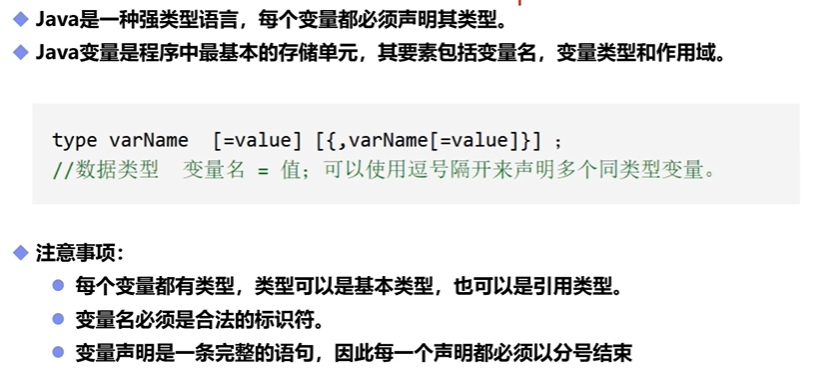 Java是一种强类型语言，每个变量都必须声明其类型。
Java变量是程序中最基本的存储单元，其要素包括变量名，变量类型和作用域。
type varName [=value] [{,varName[=value]}] ;
//数据类型 变量名 = 值；可以使用逗号隔开来声明多个同类型变量。
注意事项：
每个变量都有类型，类型可以是基本类型，也可以是引用类型。
变量名必须是合法的标识符。
变量声明是一条完整的语句，因此每一个声明都必须以分号结束